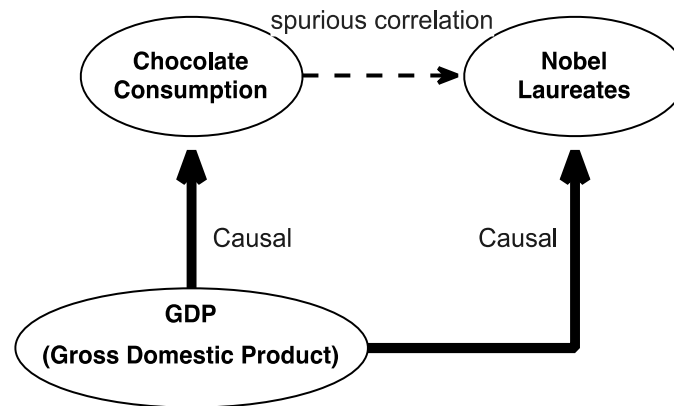 spurious correlation
Chocolate
Consumption
Nobel
Laureates
Causal
Causal
GDP
(Gross Domestic Product)